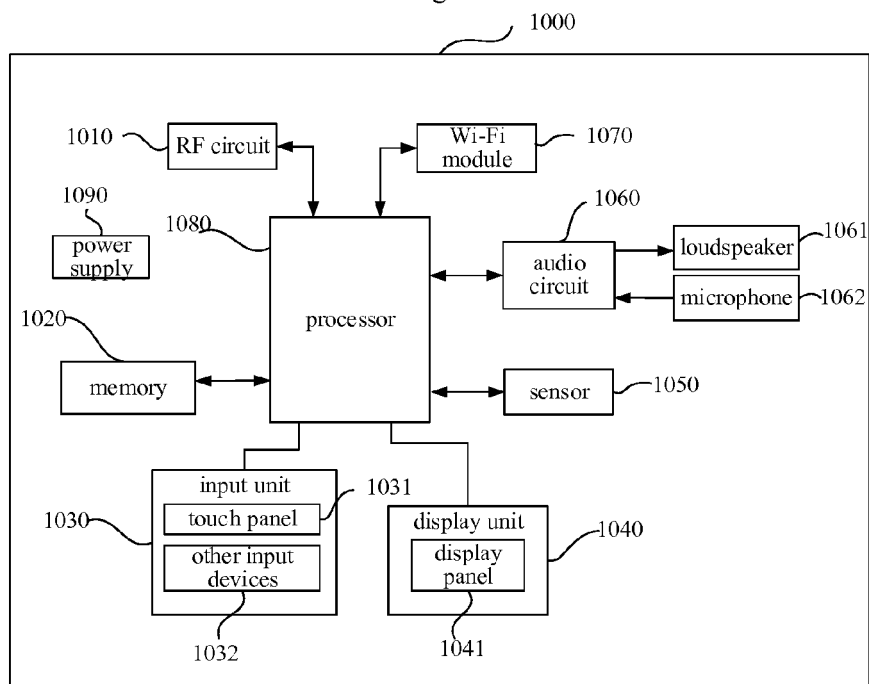 1000
1010
RF circuit
Wi-Fi
module
1070
1090
power
supply
1080
1060
audio
circuit
loudspeaker
1061
microphone
1062
processor
1020
memory
sensor
1050
input unit
1031
1030
touch panel
other input
devices
1032
display unit
1040
display
panel
1041